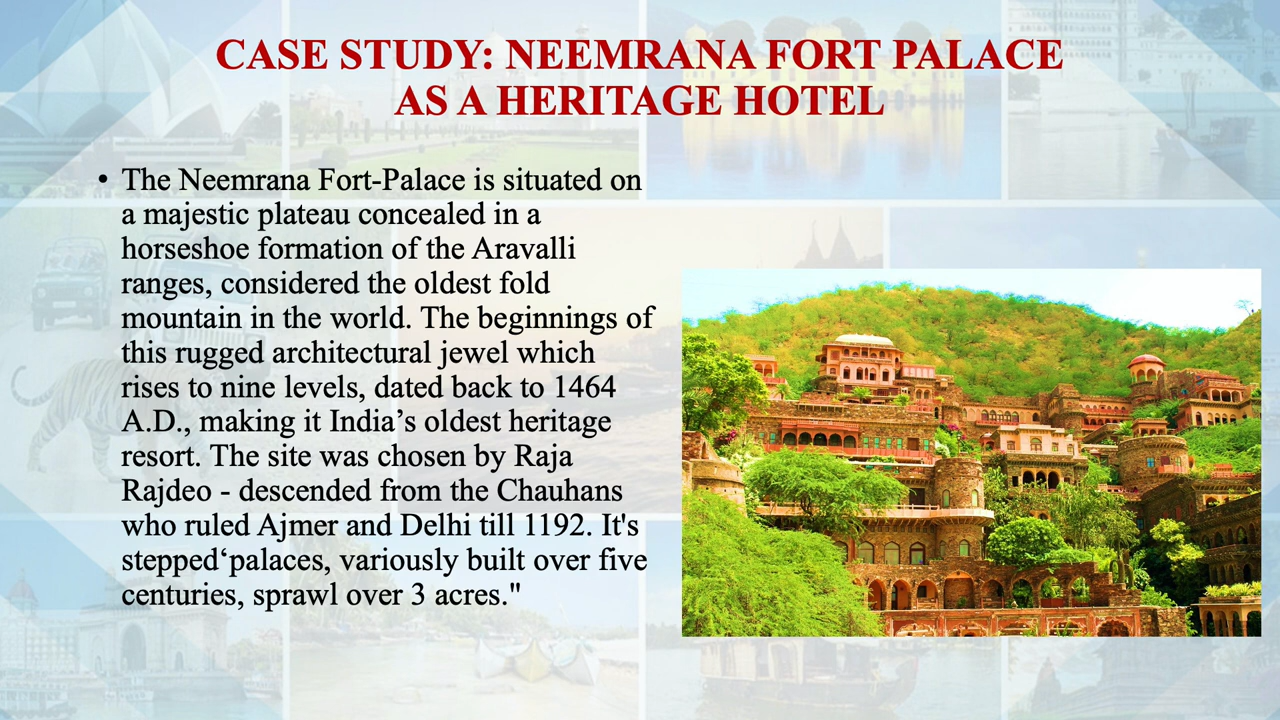 CASE STUDY: NEEMRANA FORT PALACE
AS A HERITAGE HOTEL
• The Neemrana Fort-Palace is situated on
a majestic plateau concealed in a
horseshoe formation of the Aravalli
ranges, considered the oldest fold
mountain in the world. The beginnings of
this rugged architectural jewel which
rises to nine levels, dated back to 1464
A.D., making it India’s oldest heritage
resort. The site was chosen by Raja
Rajdeo - descended from the Chauhans
who ruled Ajmer and Delhi till 1192. It's
stepped‘palaces, variously built over five
centuries, sprawl over 3 acres."